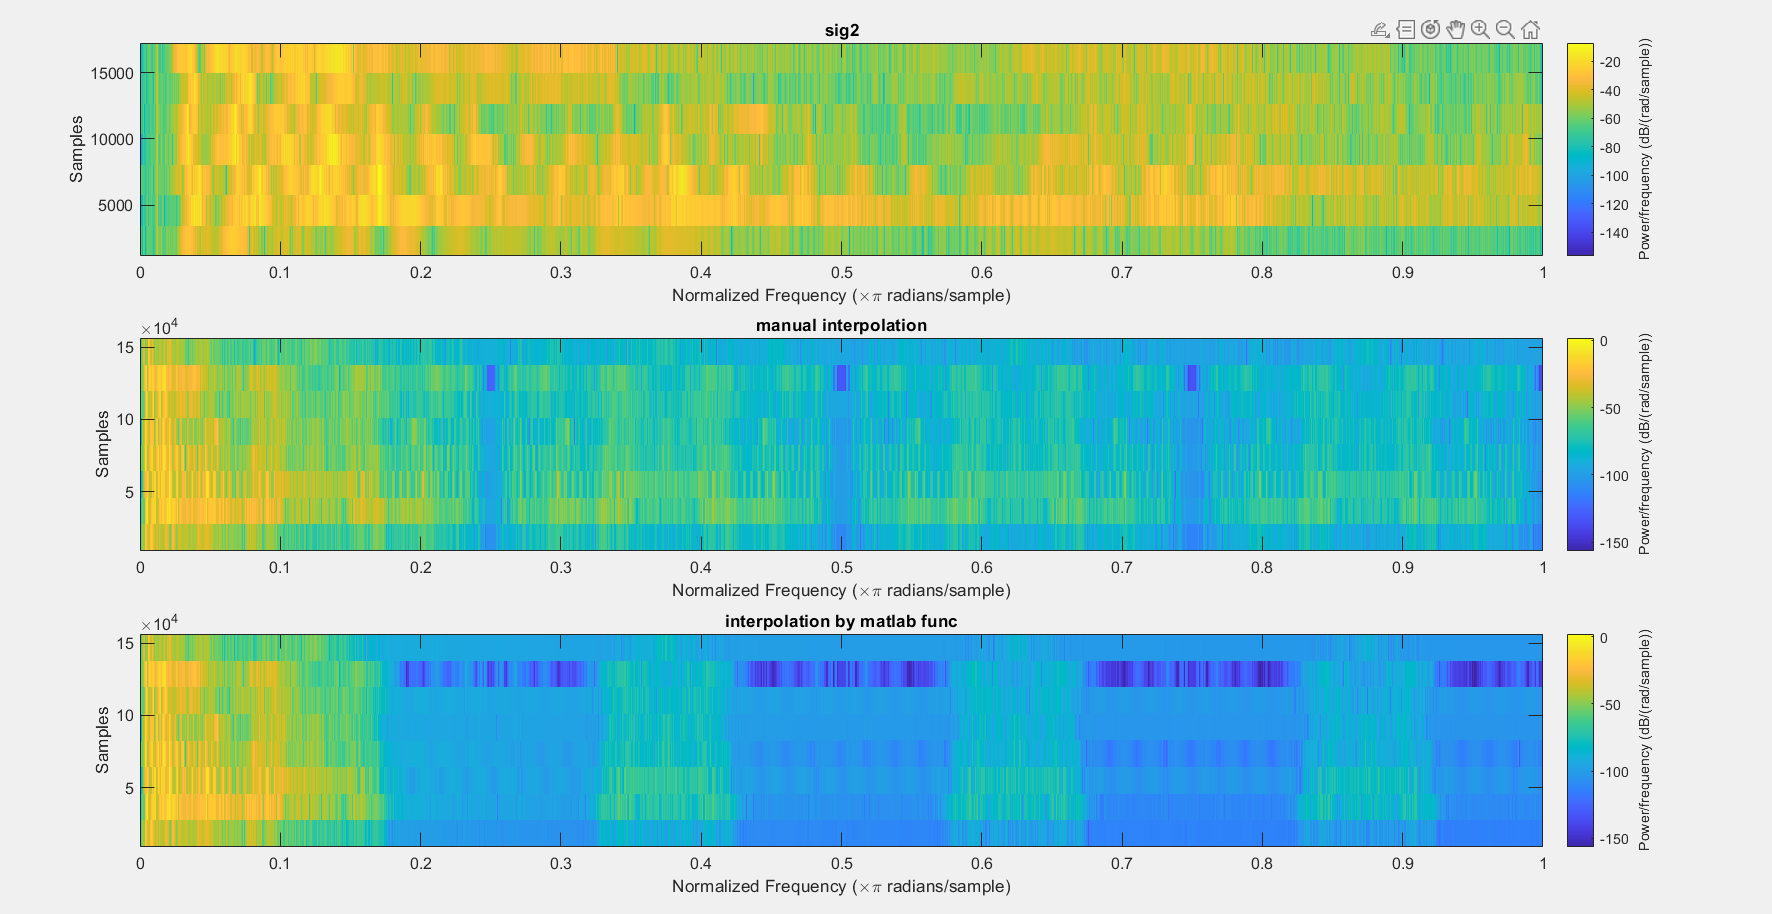 sig2
15000
10000
5000
Samples
0 0.1 0.2 0.3 0.4 0.5 0.6 0.7 0.8 0.9 1
Normalized Frequency (×π radians/sample)
-20
-40
-60
-80
-100
-120
-140
Power/frequency (dB/(rad/sample))
manual interpolation
×10^4
15
10
5
Samples
0 0.1 0.2 0.3 0.4 0.5 0.6 0.7 0.8 0.9 1
Normalized Frequency (×π radians/sample)
0
-50
-100
-150
Power/frequency (dB/(rad/sample))
interpolation by matlab func
×10^4
15
10
5
Samples
0 0.1 0.2 0.3 0.4 0.5 0.6 0.7 0.8 0.9 1
Normalized Frequency (×π radians/sample)
0
-50
-100
-150
Power/frequency (dB/(rad/sample))